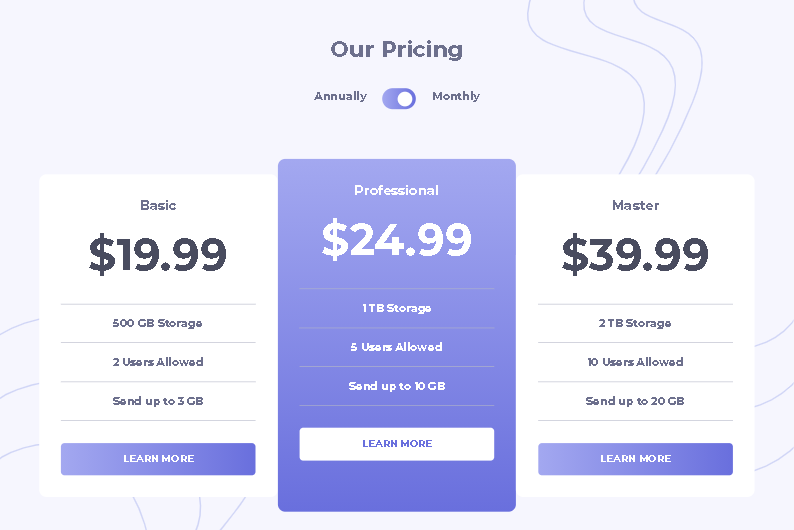 Our Pricing
Annually
Monthly
Basic
$19.99
500 GB Storage
2 Users Allowed
Send up to 3 GB
LEARN MORE
Professional
$24.99
1 TB Storage
5 Users Allowed
Send up to 10 GB
LEARN MORE
Master
$39.99
2 TB Storage
10 Users Allowed
Send up to 20 GB
LEARN MORE